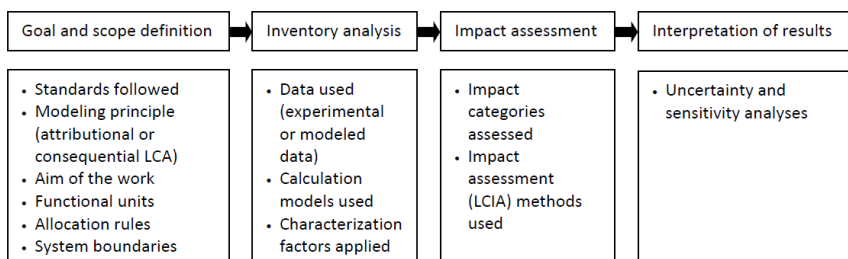 Goal and scope definition
Inventory analysis
Impact assessment
Interpretation of results
• Standards followed
• Modeling principle
(attributional or
consequential LCA)
• Aim of the work
• Functional units
• Allocation rules
• System boundaries
• Data used
(experimental
or modeled
data)
• Calculation
models used
• Characterization
factors applied
• Impact
categories
assessed
• Impact
assessment
(LCIA) methods
used
• Uncertainty and
sensitivity analyses